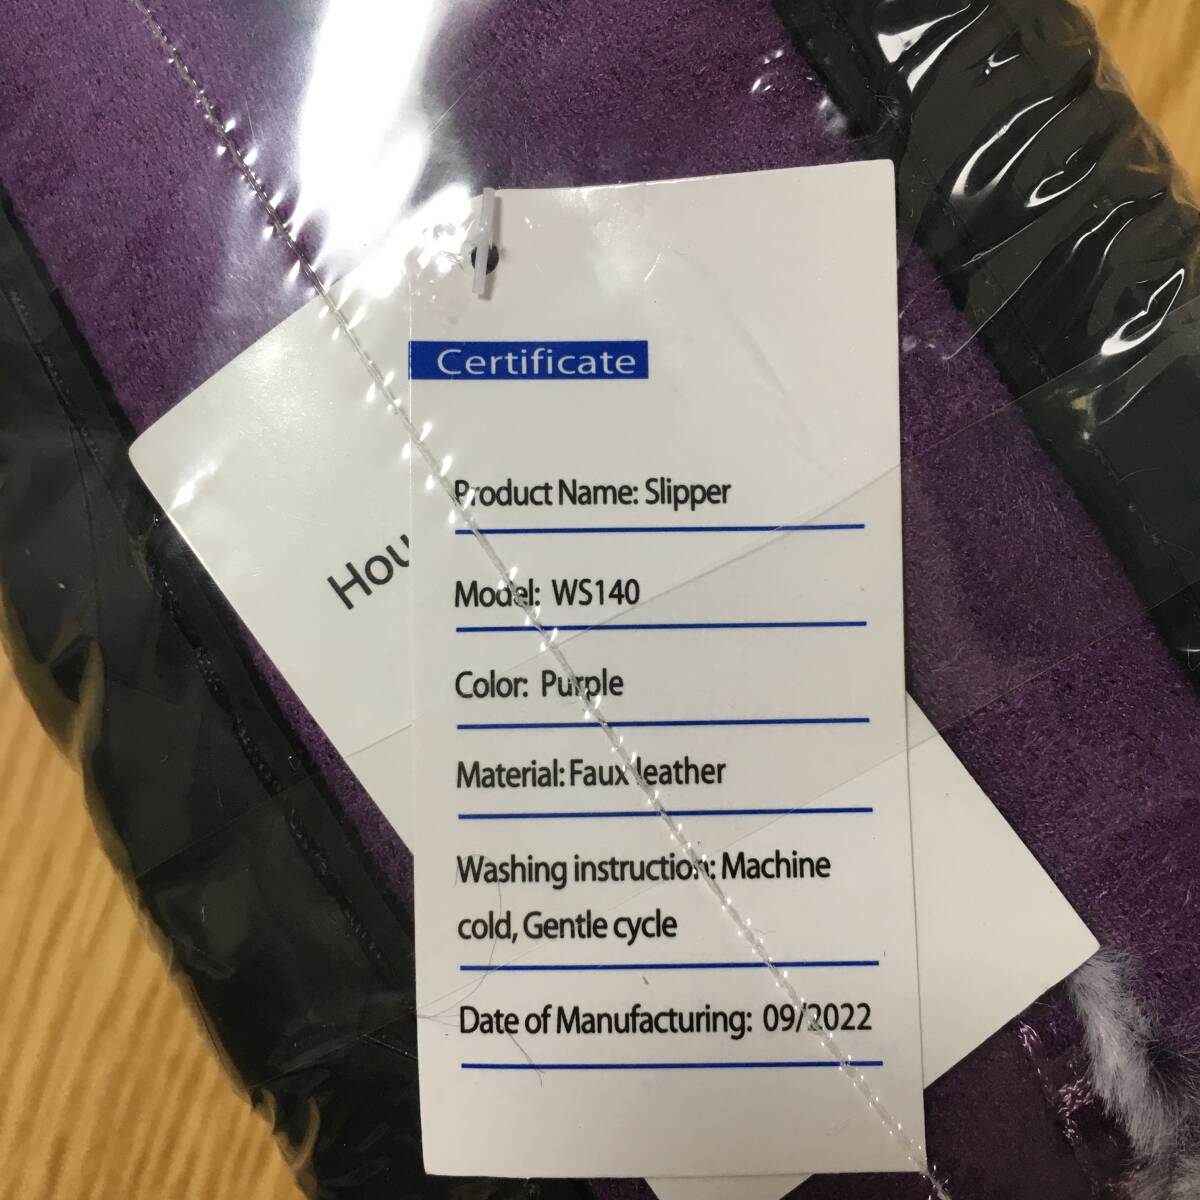 Certificate
Product Name: Slipper
Model: WS140
Color: Purple
Material: Faux leather
Washing instruction: Machine
cold, Gentle cycle
Date of Manufacturing: 09/2022